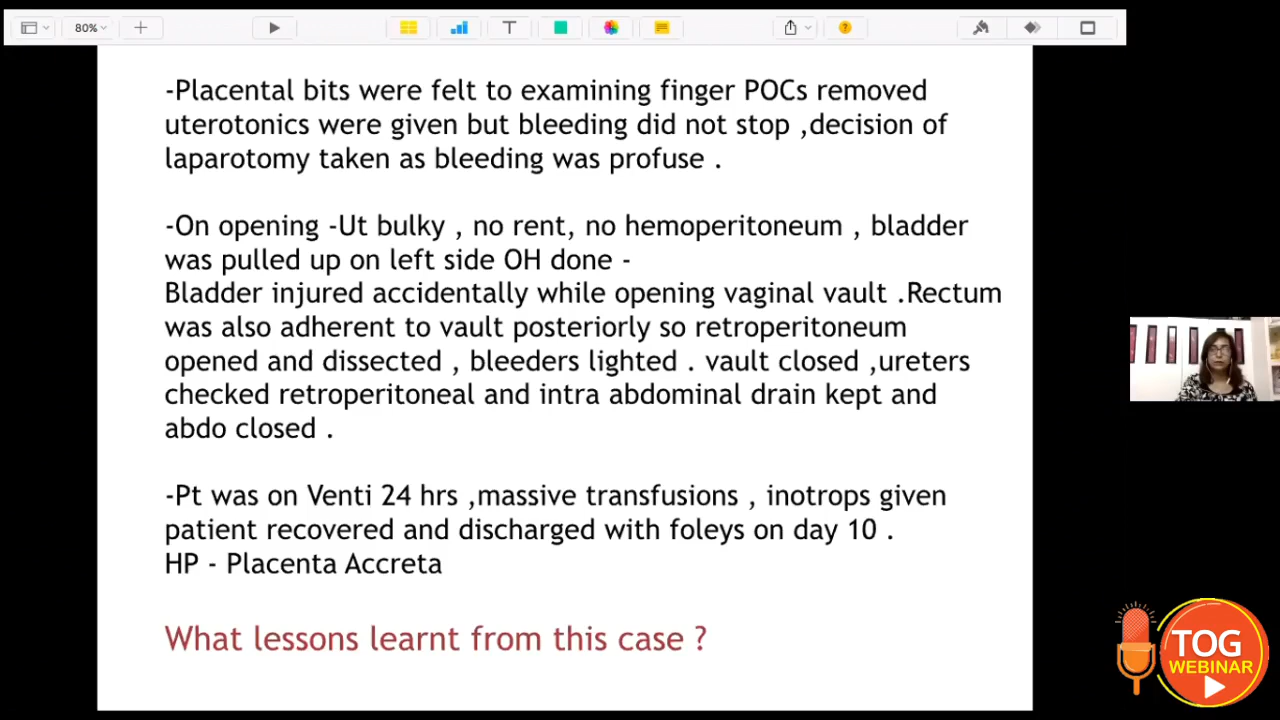 80%
-Placental bits were felt to examining finger POCs removed
uterotonics were given but bleeding did not stop ,decision of
laparotomy taken as bleeding was profuse .
-On opening -Ut bulky , no rent, no hemoperitoneum , bladder
was pulled up on left side OH done -
Bladder injured accidentally while opening vaginal vault .Rectum
was also adherent to vault posteriorly so retroperitoneum
opened and dissected , bleeders lighted . vault closed ,ureters
checked retroperitoneal and intra abdominal drain kept and
abdo closed .
-Pt was on Venti 24 hrs ,massive transfusions , inotrops given
patient recovered and discharged with foleys on day 10 .
HP - Placenta Accreta
What lessons learnt from this case ?
TOG
WEBINAR